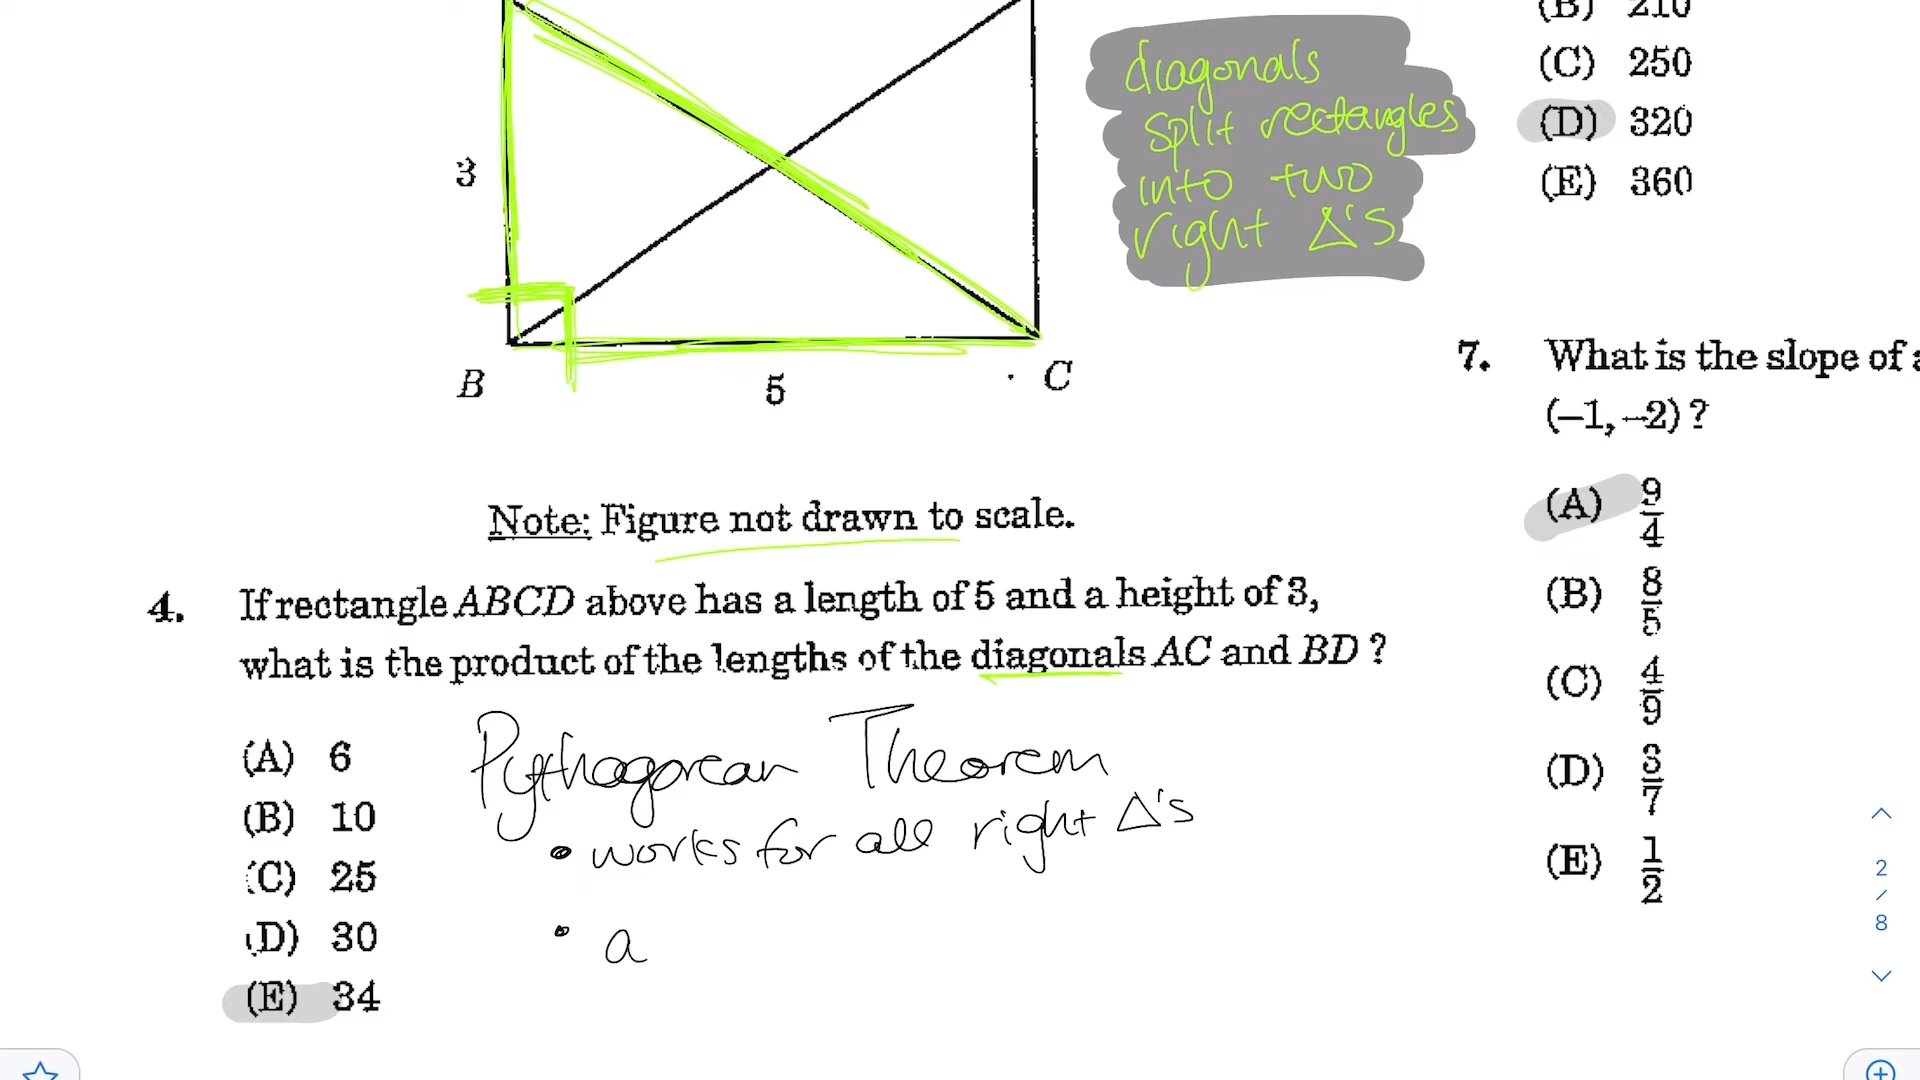 3
B
5
C
diagonals
split rectangles
into two
right Δ's
Note: Figure not drawn to scale.
4. If rectangle ABCD above has a length of 5 and a height of 3,
what is the product of the lengths of the diagonals AC and BD ?
(A) 6
(B) 10
(C) 25
(D) 30
(E) 34
Pythagorean Theorem
• works for all right Δ's
• a
(B) 210
(C) 250
(D) 320
(E) 360
7. What is the slope of
(–1, –2) ?
(A) 9/4
(B) 8/5
(C) 4/9
(D) 3/7
(E) 1/2
2
/
8